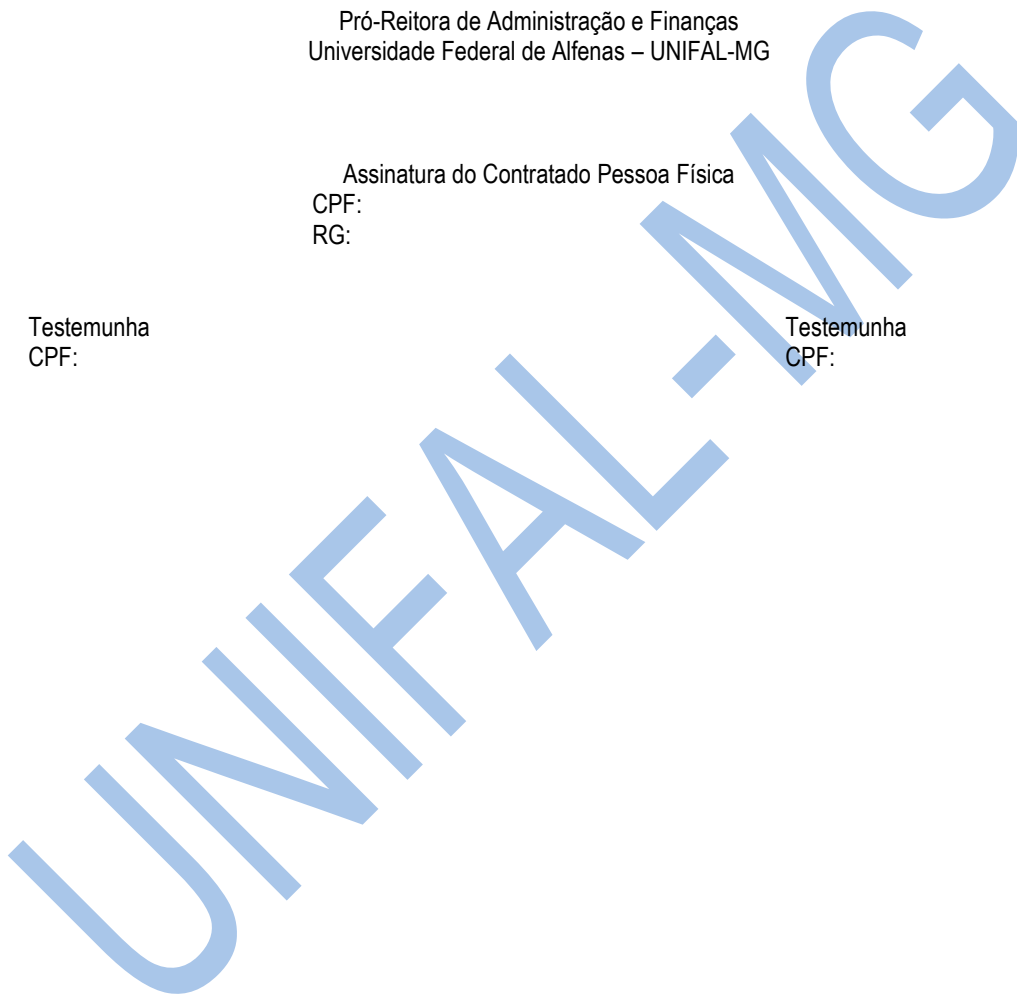 Pró-Reitora de Administração e Finanças
Universidade Federal de Alfenas – UNIFAL-MG
Assinatura do Contratado Pessoa Física
CPF:
RG:
Testemunha
CPF:
Testemunha
CPF:
UNIFAL-MG